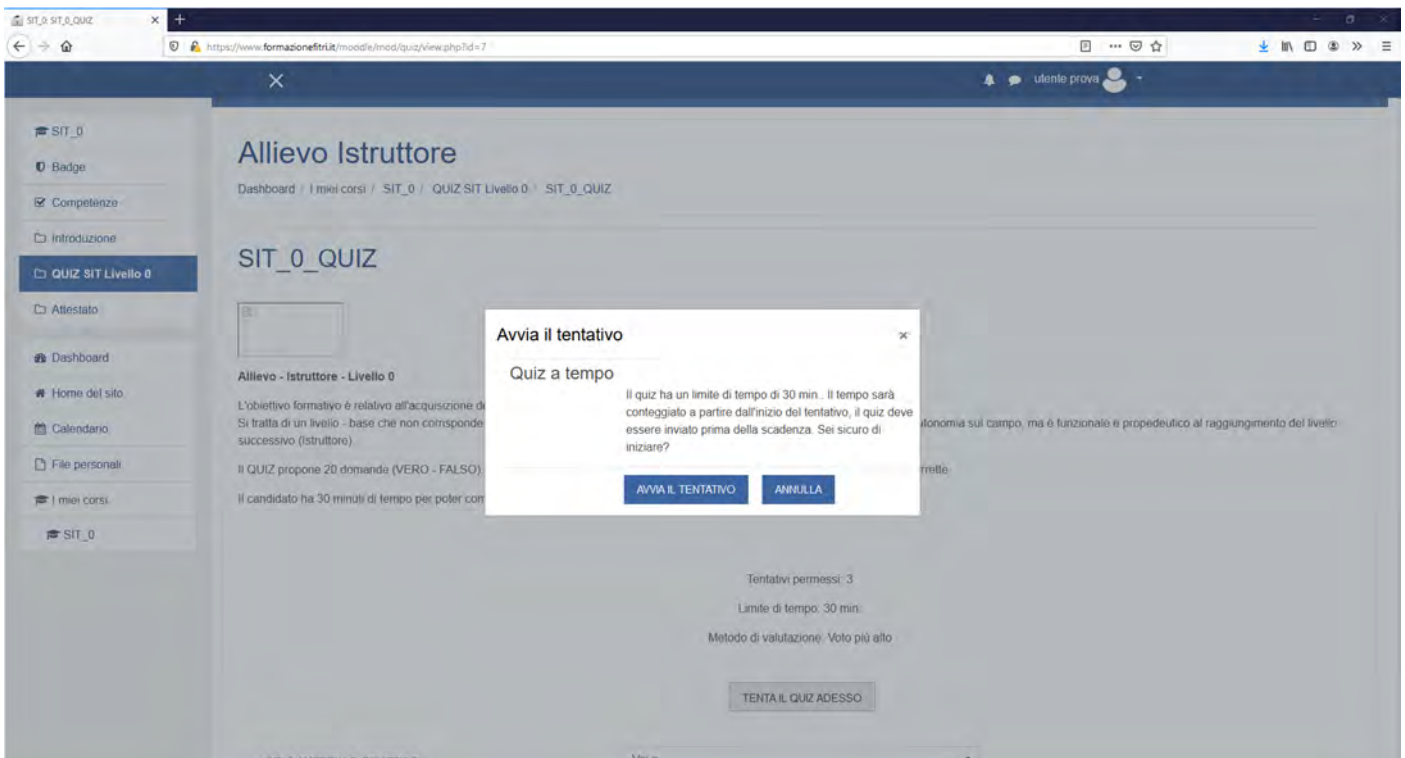 SIT_0: SIT_0_QUIZ
https://www.formazionefitri.it/moodle/mod/quiz/view.php?id=7
utente prova
SIT_0
Badge
Competenze
Introduzione
QUIZ SIT Livello 0
Attestato
Dashboard
Home del sito
Calendario
File personali
I miei corsi
SIT_0
Allievo Istruttore
Dashboard / I miei corsi / SIT_0 / QUIZ SIT Livello 0 / SIT_0_QUIZ
SIT_0_QUIZ
Allievo - Istruttore - Livello 0
L'obiettivo formativo è relativo all'acquisizione
Si tratta di un livello - base che non corrisponde
autonomia sul campo, ma è funzionale e propedeutico al raggiungimento del livello
successivo (Istruttore).
Il QUIZ propone 20 domande (VERO - FALSO)
Il candidato ha 30 minuti di tempo per poter
Avvia il tentativo
×
Quiz a tempo
Il quiz ha un limite di tempo di 30 min.. Il tempo sarà
conteggiato a partire dall'inizio del tentativo, il quiz deve
essere inviato prima della scadenza. Sei sicuro di
iniziare?
AVVIA IL TENTATIVO
ANNULLA
Tentativi permessi: 3
Limite di tempo: 30 min.
Metodo di valutazione: Voto più alto
TENTA IL QUIZ ADESSO